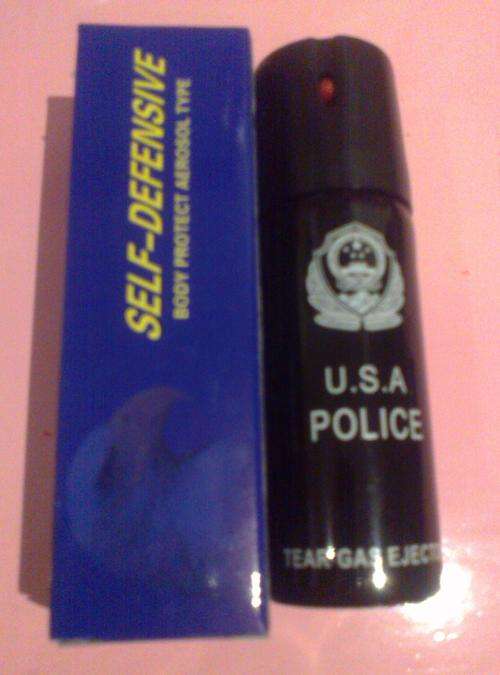 SELF-DEFENSIVE
BODY PROTECT AEROSOL TYPE
U.S.A
POLICE
TEAR GAS